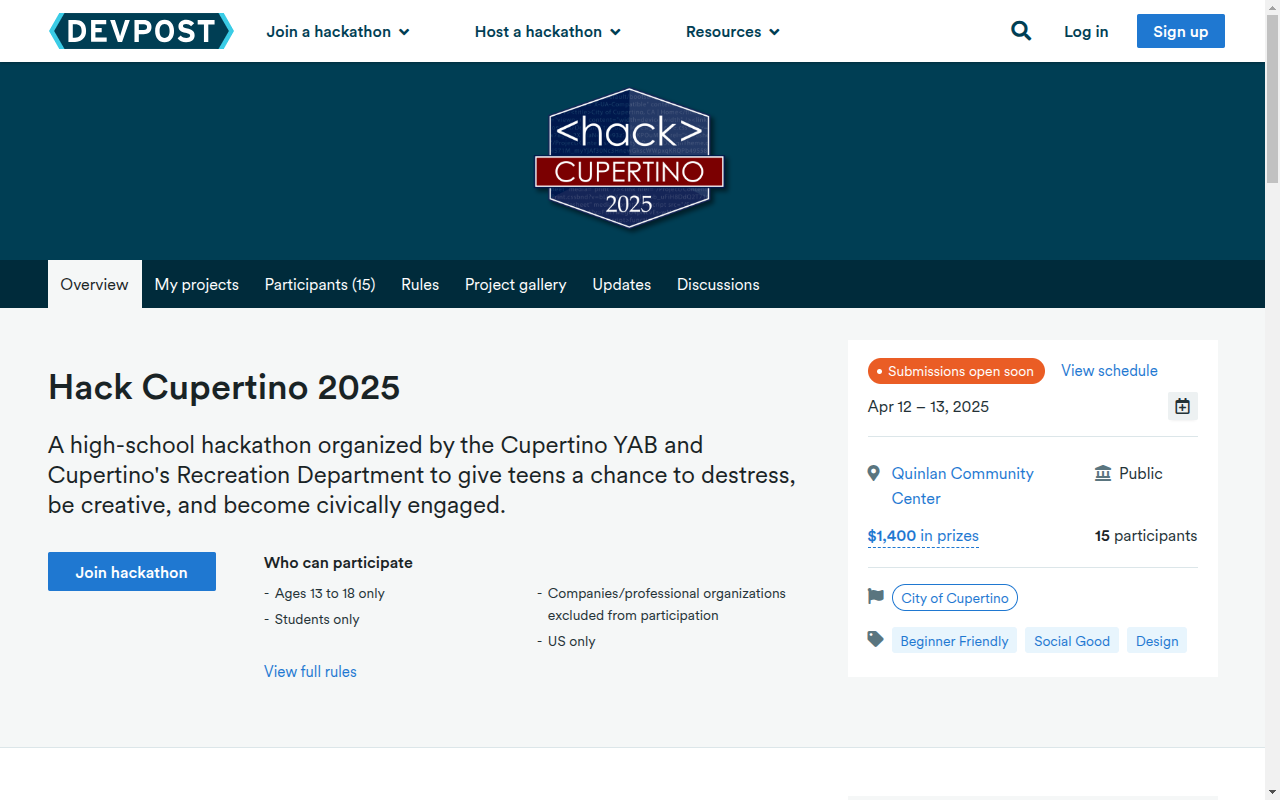 DEVPOST
Join a hackathon
Host a hackathon
Resources
Log in
Sign up
<hack>
CUPERTINO
2025
Overview
My projects
Participants (15)
Rules
Project gallery
Updates
Discussions
Hack Cupertino 2025
A high-school hackathon organized by the Cupertino YAB and
Cupertino's Recreation Department to give teens a chance to destress,
be creative, and become civically engaged.
Join hackathon
Who can participate
- Ages 13 to 18 only
- Students only
- Companies/professional organizations
excluded from participation
- US only
View full rules
Submissions open soon
View schedule
Apr 12 – 13, 2025
Quinlan Community
Center
Public
$1,400 in prizes
15 participants
City of Cupertino
Beginner Friendly
Social Good
Design